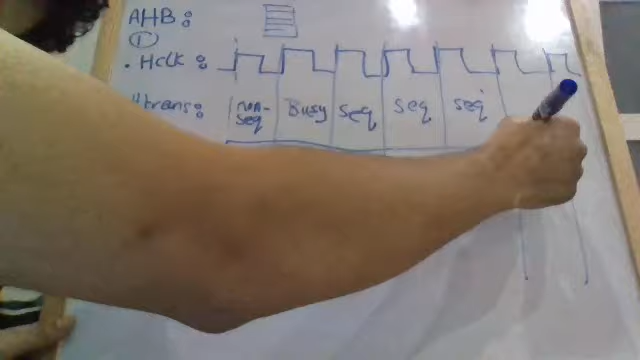 AHB:
①
• Hclk:
Htrans: non- Busy seq seq seq
seq